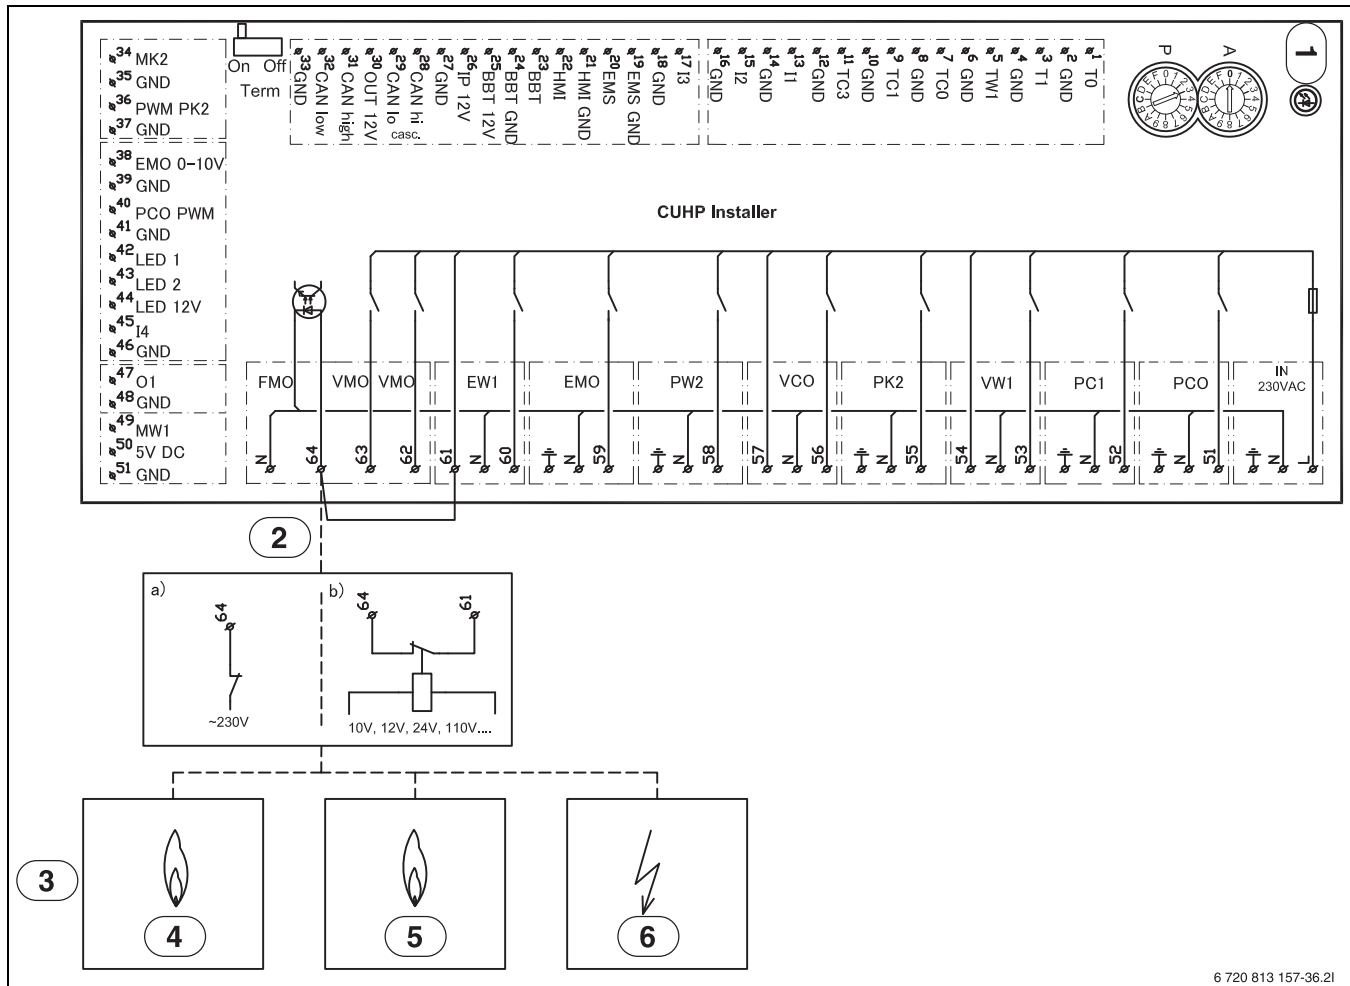 34 MK2
35 GND
36 PWM PK2
37 GND
38 EMO 0-10V
39 GND
40 PCO PWM
41 GND
42 LED 1
43 LED 2
44 LED 12V
45 I4
46 GND
47 O1
48 GND
49 MW1
50 5V DC
51 GND
On Off
Term
33 GND
32 CAN low
31 CAN high
30 OUT 12V
29 CAN lo
28 CAN hi
casc.
27 GND
26 IP 12V
25 BBT 12V
24 BBT GND
23 BBT
22 HMI
21 HMI GND
20 EMS
19 EMS GND
18 GND
17 I3
16 GND
15 I2
14 GND
13 I1
12 GND
11 TC3
10 GND
9 TC1
8 GND
7 TC0
6 GND
5 TW1
4 GND
3 T1
2 GND
1 T0
P
0123456789ABCDEF
A
0123456789ABCDEF
1
CUHP Installer
FMO VMO VMO EW1 EMO PW2 VCO PK2 VW1 PC1 PCO IN
230VAC
N 64 63 62 61 N 60 N 59 N 58 57 N 56 N 55 54 N 53 N 52 N 51 N L
2
a) 64
~230V
b) 64 61
10V, 12V, 24V, 110V....
3
4
5
6
6 720 813 157-36.2I